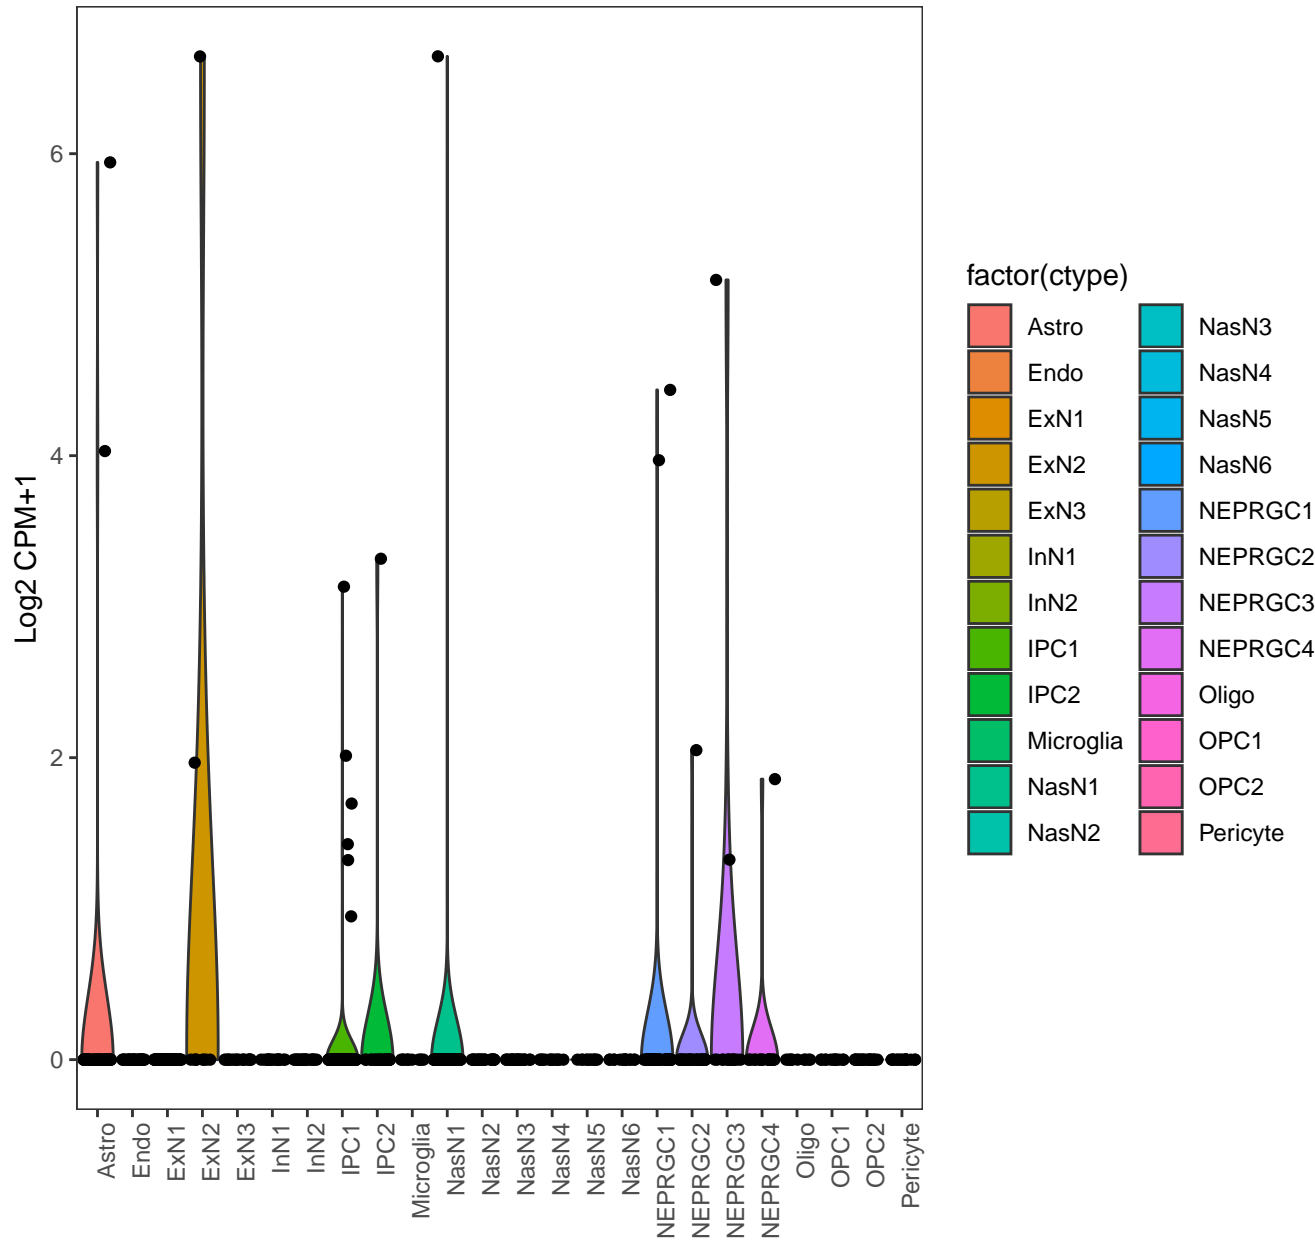 6
4
2
0
Log2 CPM+1
Astro
Endo
ExN1
ExN2
ExN3
InN1
InN2
IPC1
IPC2
Microglia
NasN1
NasN2
NasN3
NasN4
NasN5
NasN6
NEPRGC1
NEPRGC2
NEPRGC3
NEPRGC4
Oligo
OPC1
OPC2
Pericyte
factor(ctype)
Astro
Endo
ExN1
ExN2
ExN3
InN1
InN2
IPC1
IPC2
Microglia
NasN1
NasN2
NasN3
NasN4
NasN5
NasN6
NEPRGC1
NEPRGC2
NEPRGC3
NEPRGC4
Oligo
OPC1
OPC2
Pericyte